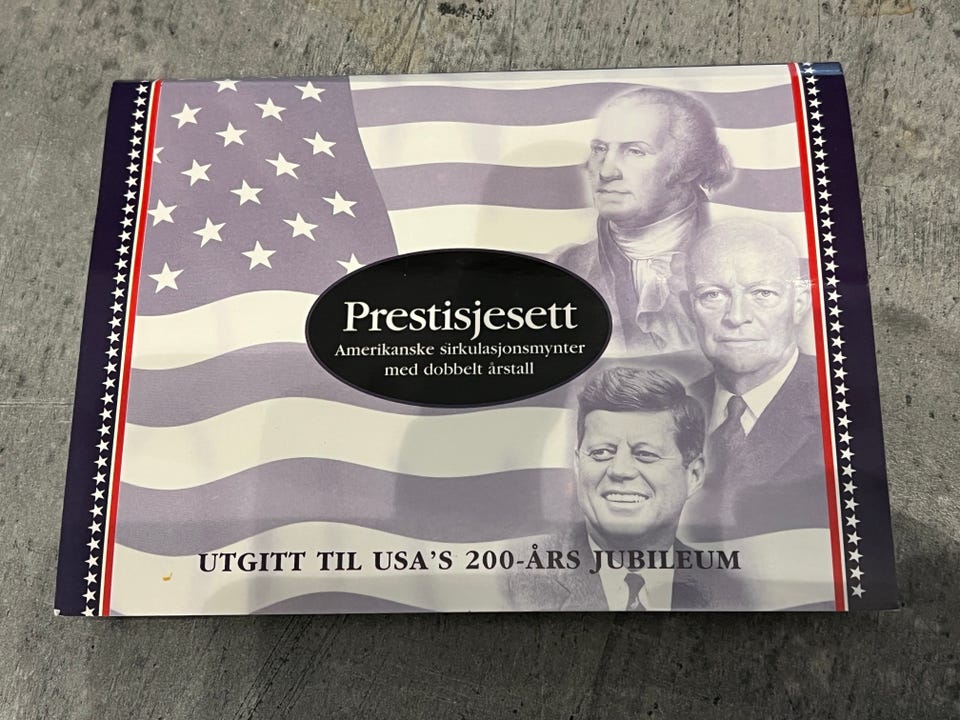 Prestisjesett
Amerikanske sirkulasjonsmynter
med dobbelt årstall
UTGITT TIL USA'S 200-ÅRS JUBILEUM